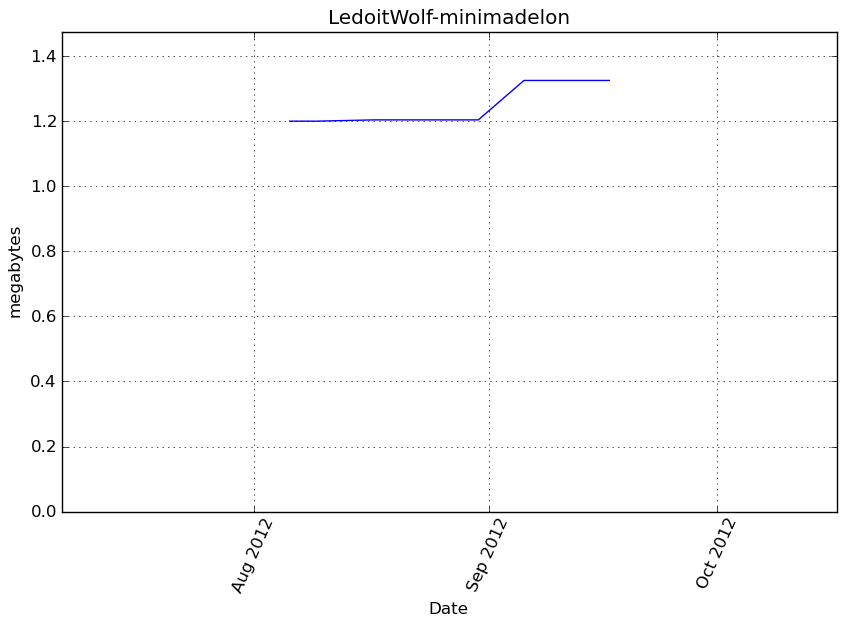 LedoitWolf-minimadelon
1.4
1.2
1.0
0.8
0.6
0.4
0.2
0.0
megabytes
Aug 2012
Sep 2012
Oct 2012
Date